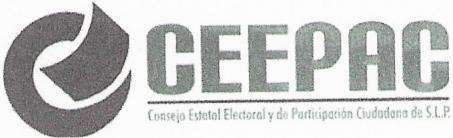 CEEPAC
Consejo Estatal Electoral y de Participación Ciudadana de S.L.P.